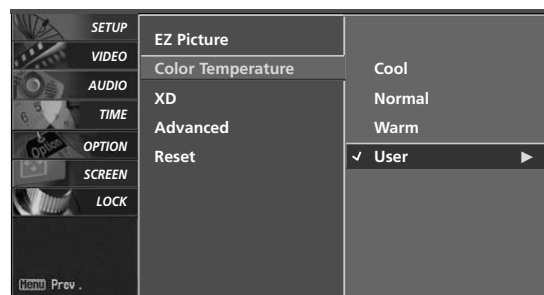 SETUP
VIDEO
AUDIO
TIME
OPTION
SCREEN
LOCK
Menu Prev.
EZ Picture
Color Temperature
XD
Advanced
Reset
Cool
Normal
Warm
✓ User ▶
Option